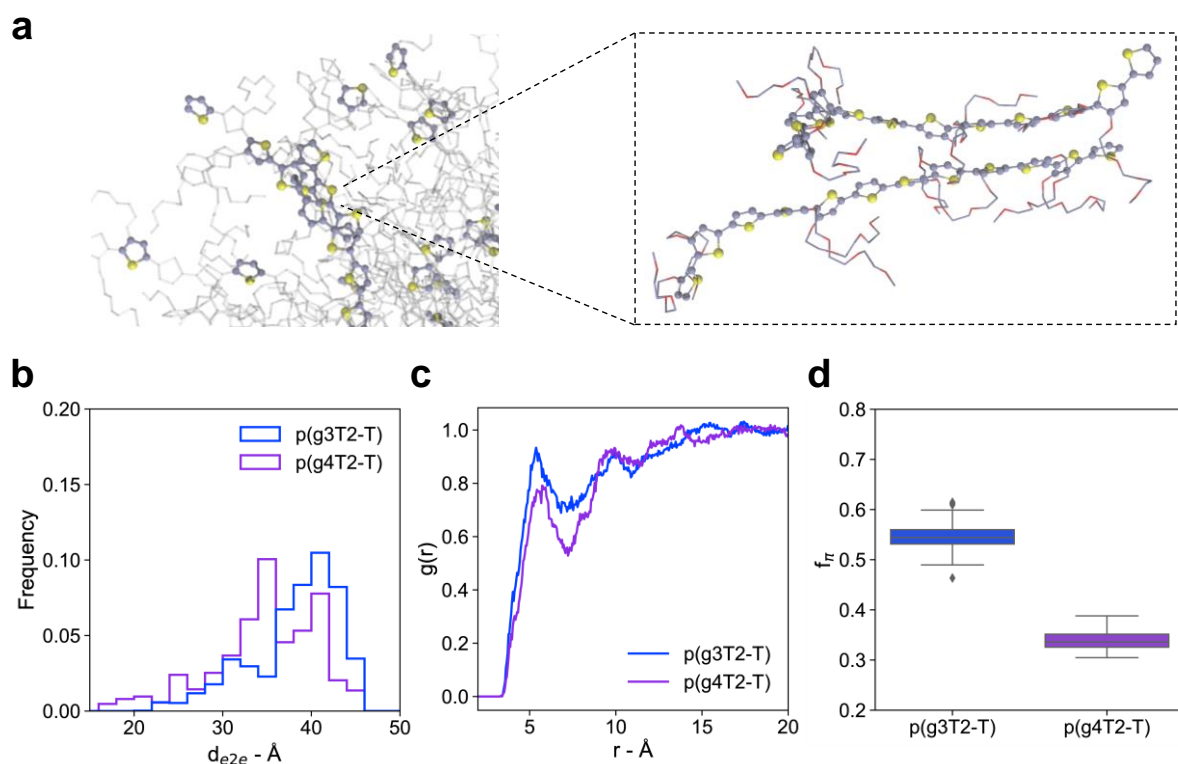 a
b
0.20
0.15
0.10
0.05
0.00
Frequency
p(g3T2-T)
p(g4T2-T)
20
30
40
50
d_{e2e} - Å
c
1.0
0.8
0.6
0.4
0.2
0.0
g(r)
p(g3T2-T)
p(g4T2-T)
5
10
15
20
r - Å
d
0.8
0.7
0.6
0.5
0.4
0.3
0.2
f_π
p(g3T2-T)
p(g4T2-T)